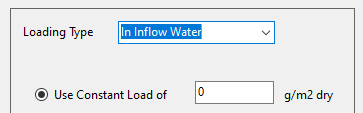 Loading Type In Inflow Water
Use Constant Load of 0 g/m2 dry